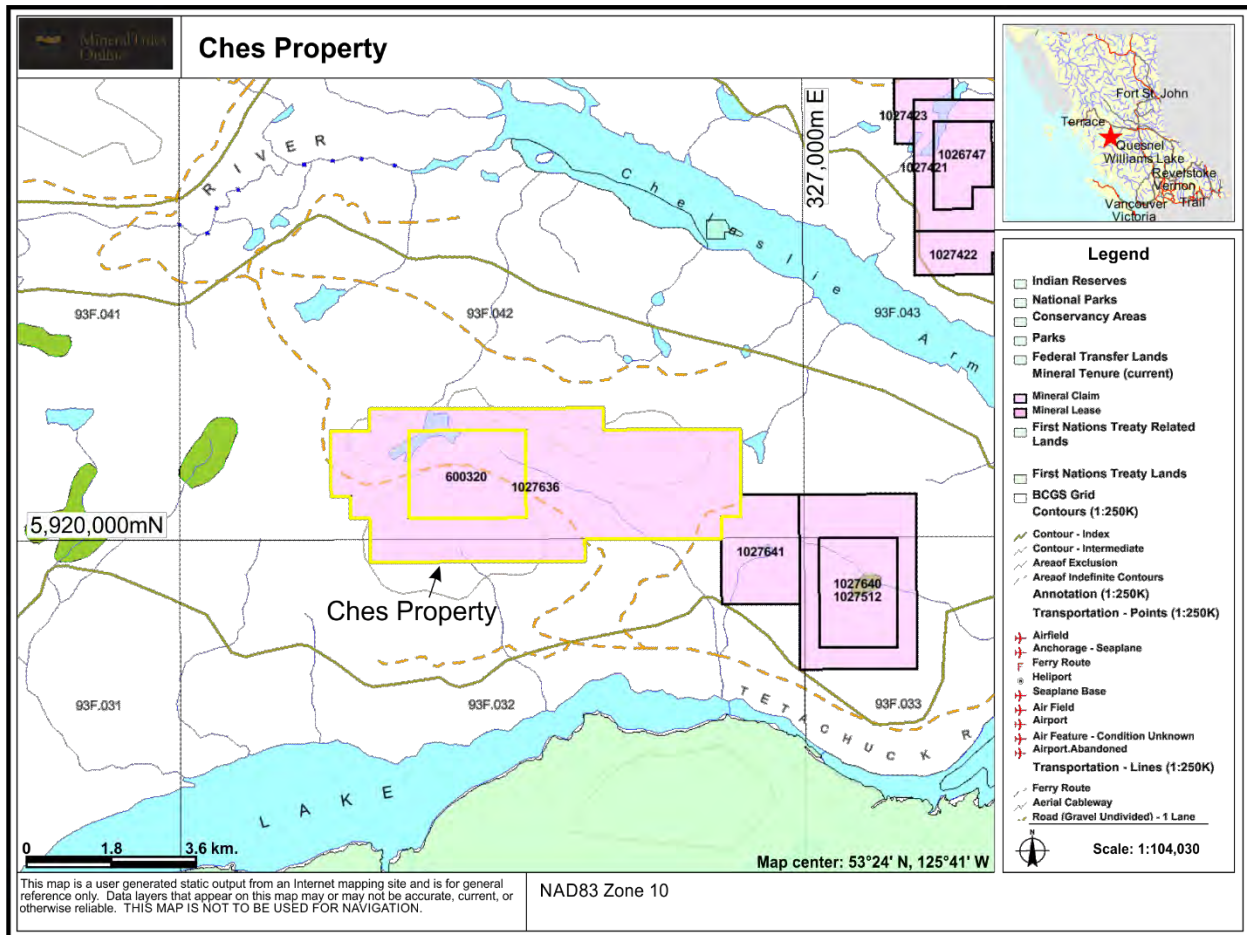 MineralTitles
Online
Ches Property
Fort St. John
Terrace
Quesnel
Williams Lake
Revelstoke
Vernon
Vancouver
Trail
Victoria
RIVER
Chelaslie Arm
327,000m E
1027423
1026747
1027421
1027422
93F.041
93F.042
93F.043
600320
1027636
5,920,000mN
1027641
1027640
1027512
Ches Property
93F.031
93F.032
93F.033
TETACHUCK R
LAKE
0 1.8 3.6 km.
Map center: 53°24' N, 125°41' W
Legend
Indian Reserves
National Parks
Conservancy Areas
Parks
Federal Transfer Lands
Mineral Tenure (current)
Mineral Claim
Mineral Lease
First Nations Treaty Related
Lands
First Nations Treaty Lands
BCGS Grid
Contours (1:250K)
Contour - Index
Contour - Intermediate
Areaof Exclusion
Areaof Indefinite Contours
Annotation (1:250K)
Transportation - Points (1:250K)
Airfield
Anchorage - Seaplane
Ferry Route
Heliport
Seaplane Base
Air Field
Airport
Air Feature - Condition Unknown
Airport.Abandoned
Transportation - Lines (1:250K)
Ferry Route
Aerial Cableway
Road (Gravel Undivided) - 1 Lane
N
Scale: 1:104,030
This map is a user generated static output from an Internet mapping site and is for general
reference only. Data layers that appear on this map may or may not be accurate, current, or
otherwise reliable. THIS MAP IS NOT TO BE USED FOR NAVIGATION.
NAD83 Zone 10